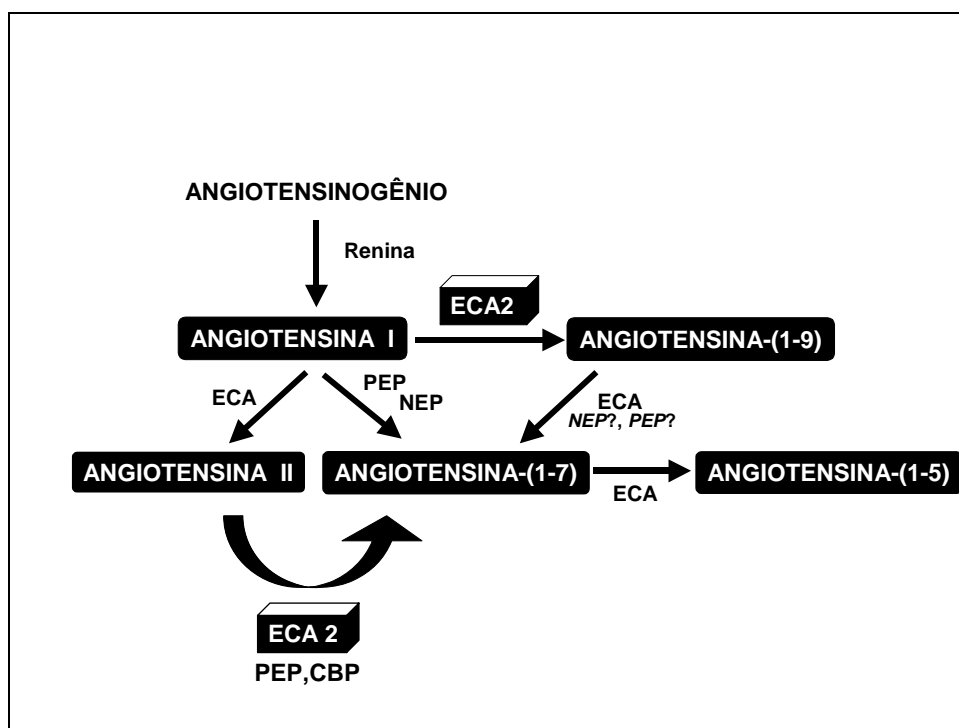 ANGIOTENSINOGÊNIO
Renina
ECA2
ANGIOTENSINA I
ANGIOTENSINA-(1-9)
ECA
PEP
NEP
ECA
NEP?, PEP?
ANGIOTENSINA II
ANGIOTENSINA-(1-7)
ANGIOTENSINA-(1-5)
ECA
ECA 2
PEP,CBP